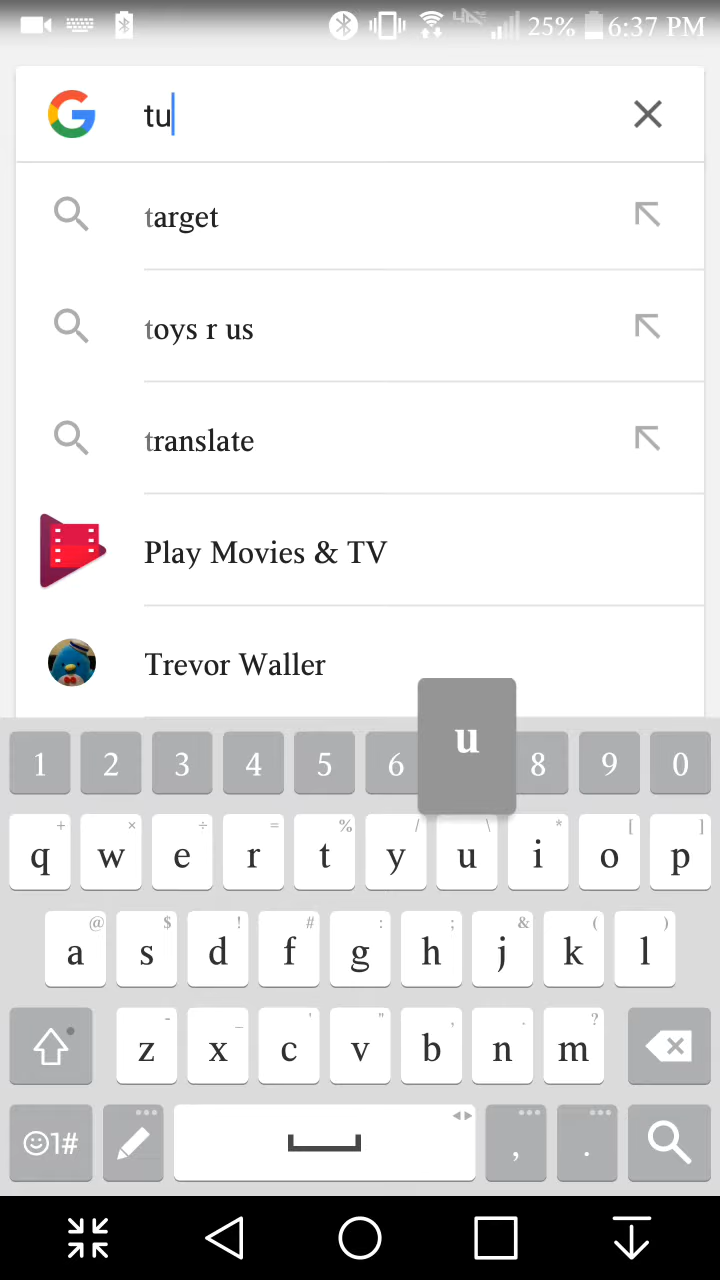 25% 6:37 PM
tu
target
toys r us
translate
Play Movies & TV
Trevor Waller
u
1 2 3 4 5 6 8 9 0
+ × ÷ = % / \ * [ ]
q w e r t y u i o p
@ $ ! # : ; & ( )
a s d f g h j k l
- _ ' " , . ?
z x c v b n m
1# , .